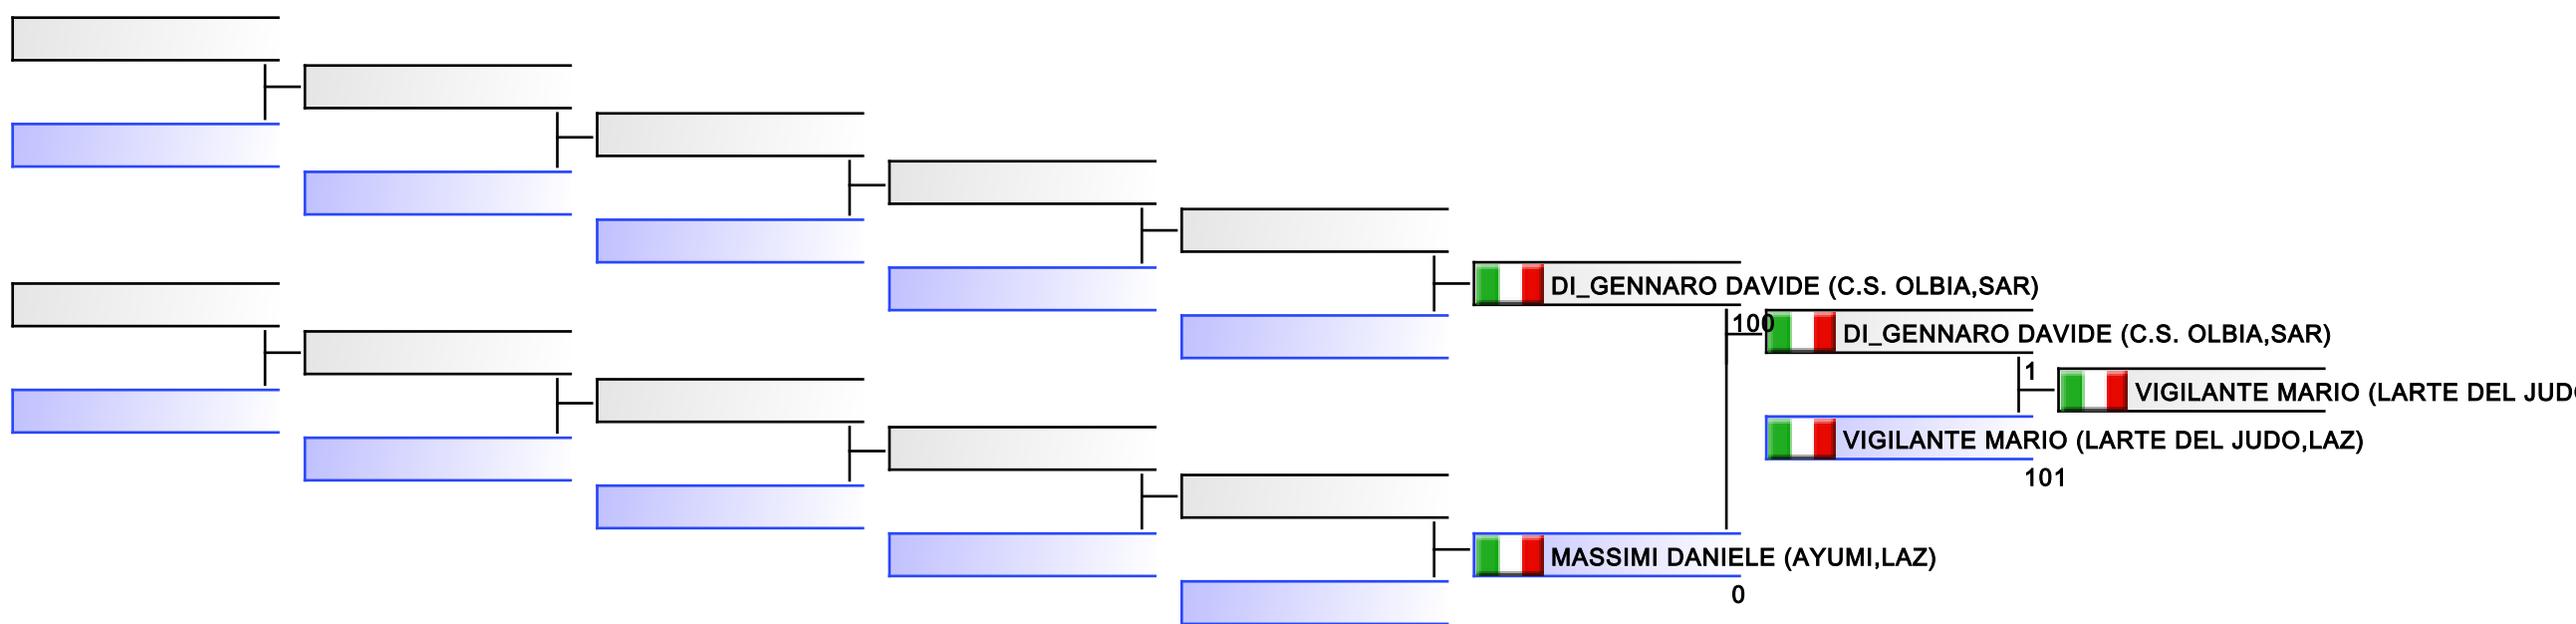 DI_GENNARO DAVIDE (C.S. OLBIA,SAR)
100
DI_GENNARO DAVIDE (C.S. OLBIA,SAR)
1
VIGILANTE MARIO (LARTE DEL JUDO
VIGILANTE MARIO (LARTE DEL JUDO,LAZ)
101
MASSIMI DANIELE (AYUMI,LAZ)
0